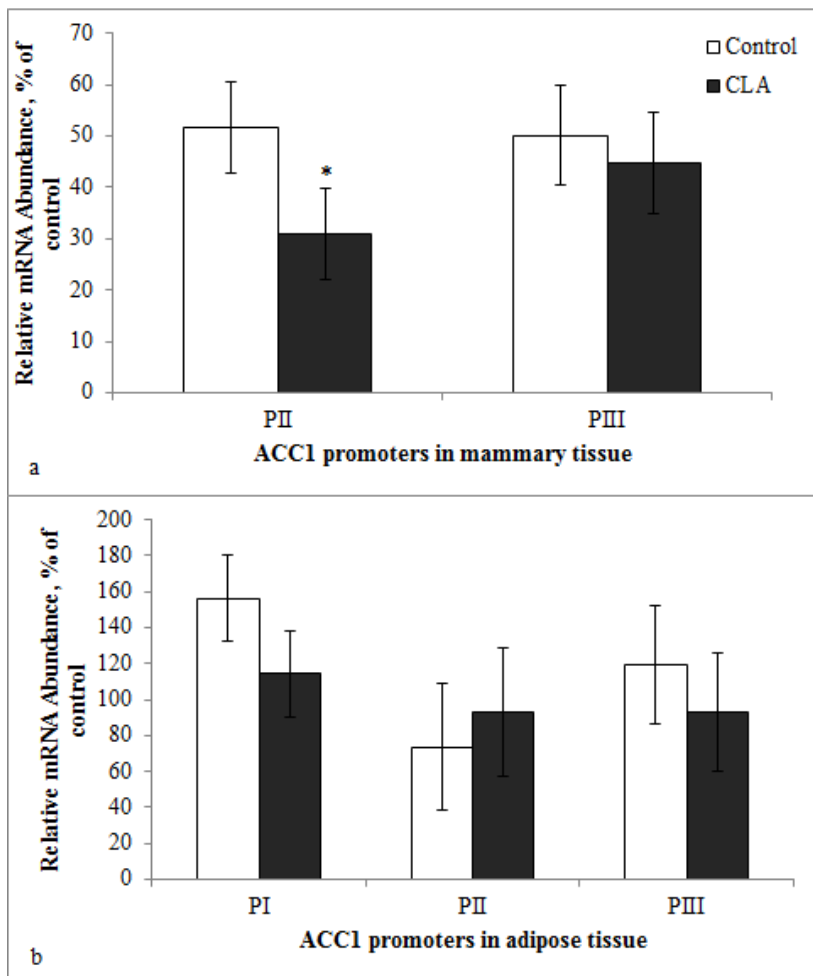 70
60
50
40
30
20
10
0
Relative mRNA Abundance, % of
control
Control
CLA
*
PII PIII
ACC1 promoters in mammary tissue
a
200
180
160
140
120
100
80
60
40
20
0
Relative mRNA Abundance, % of
control
PI PII PIII
ACC1 promoters in adipose tissue
b